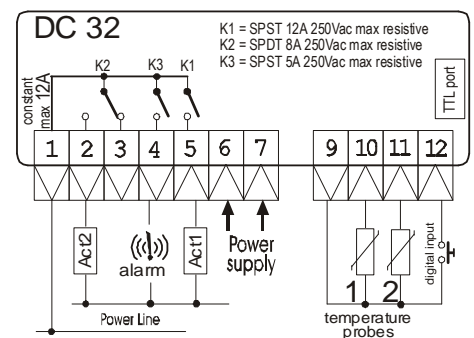 DC 32
K1 = SPST 12A 250Vac max resistive
K2 = SPDT 8A 250Vac max resistive
K3 = SPST 5A 250Vac max resistive
constant
max 12A
K2 K3 K1
TTL port
1 2 3 4 5 6 7 9 10 11 12
Act2
alarm
Act1
Power
supply
Power Line
1 2
digital input
temperature
probes